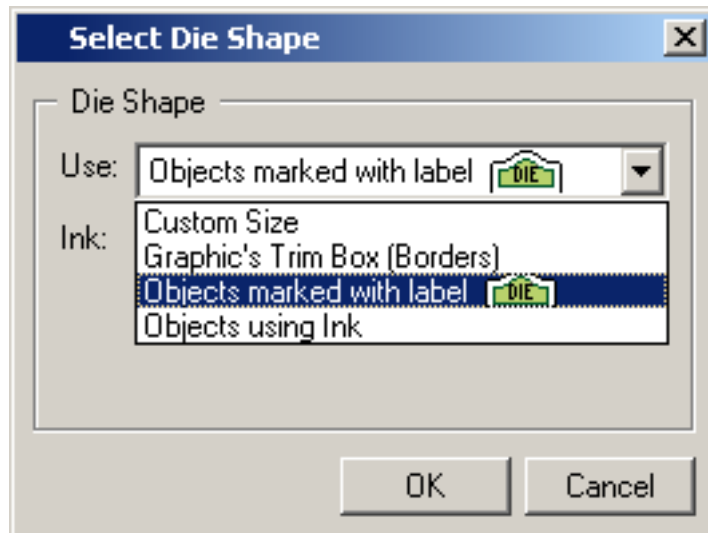 Select Die Shape
Die Shape
Use: Objects marked with label DIE
Ink:
Custom Size
Graphic's Trim Box (Borders)
Objects marked with label DIE
Objects using Ink
OK Cancel